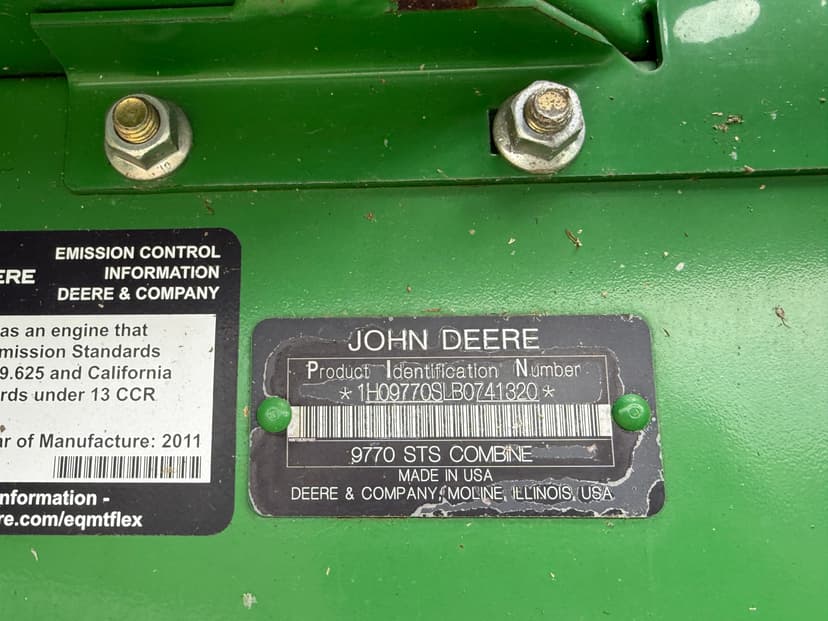 ERE
EMISSION CONTROL
INFORMATION
DEERE & COMPANY
as an engine that
mission Standards
9.625 and California
rds under 13 CCR
ar of Manufacture: 2011
nformation -
re.com/eqmtflex
JOHN DEERE
Product Identification Number
*1H09770SLB0741320*
9770 STS COMBINE
MADE IN USA
DEERE & COMPANY, MOLINE, ILLINOIS, USA